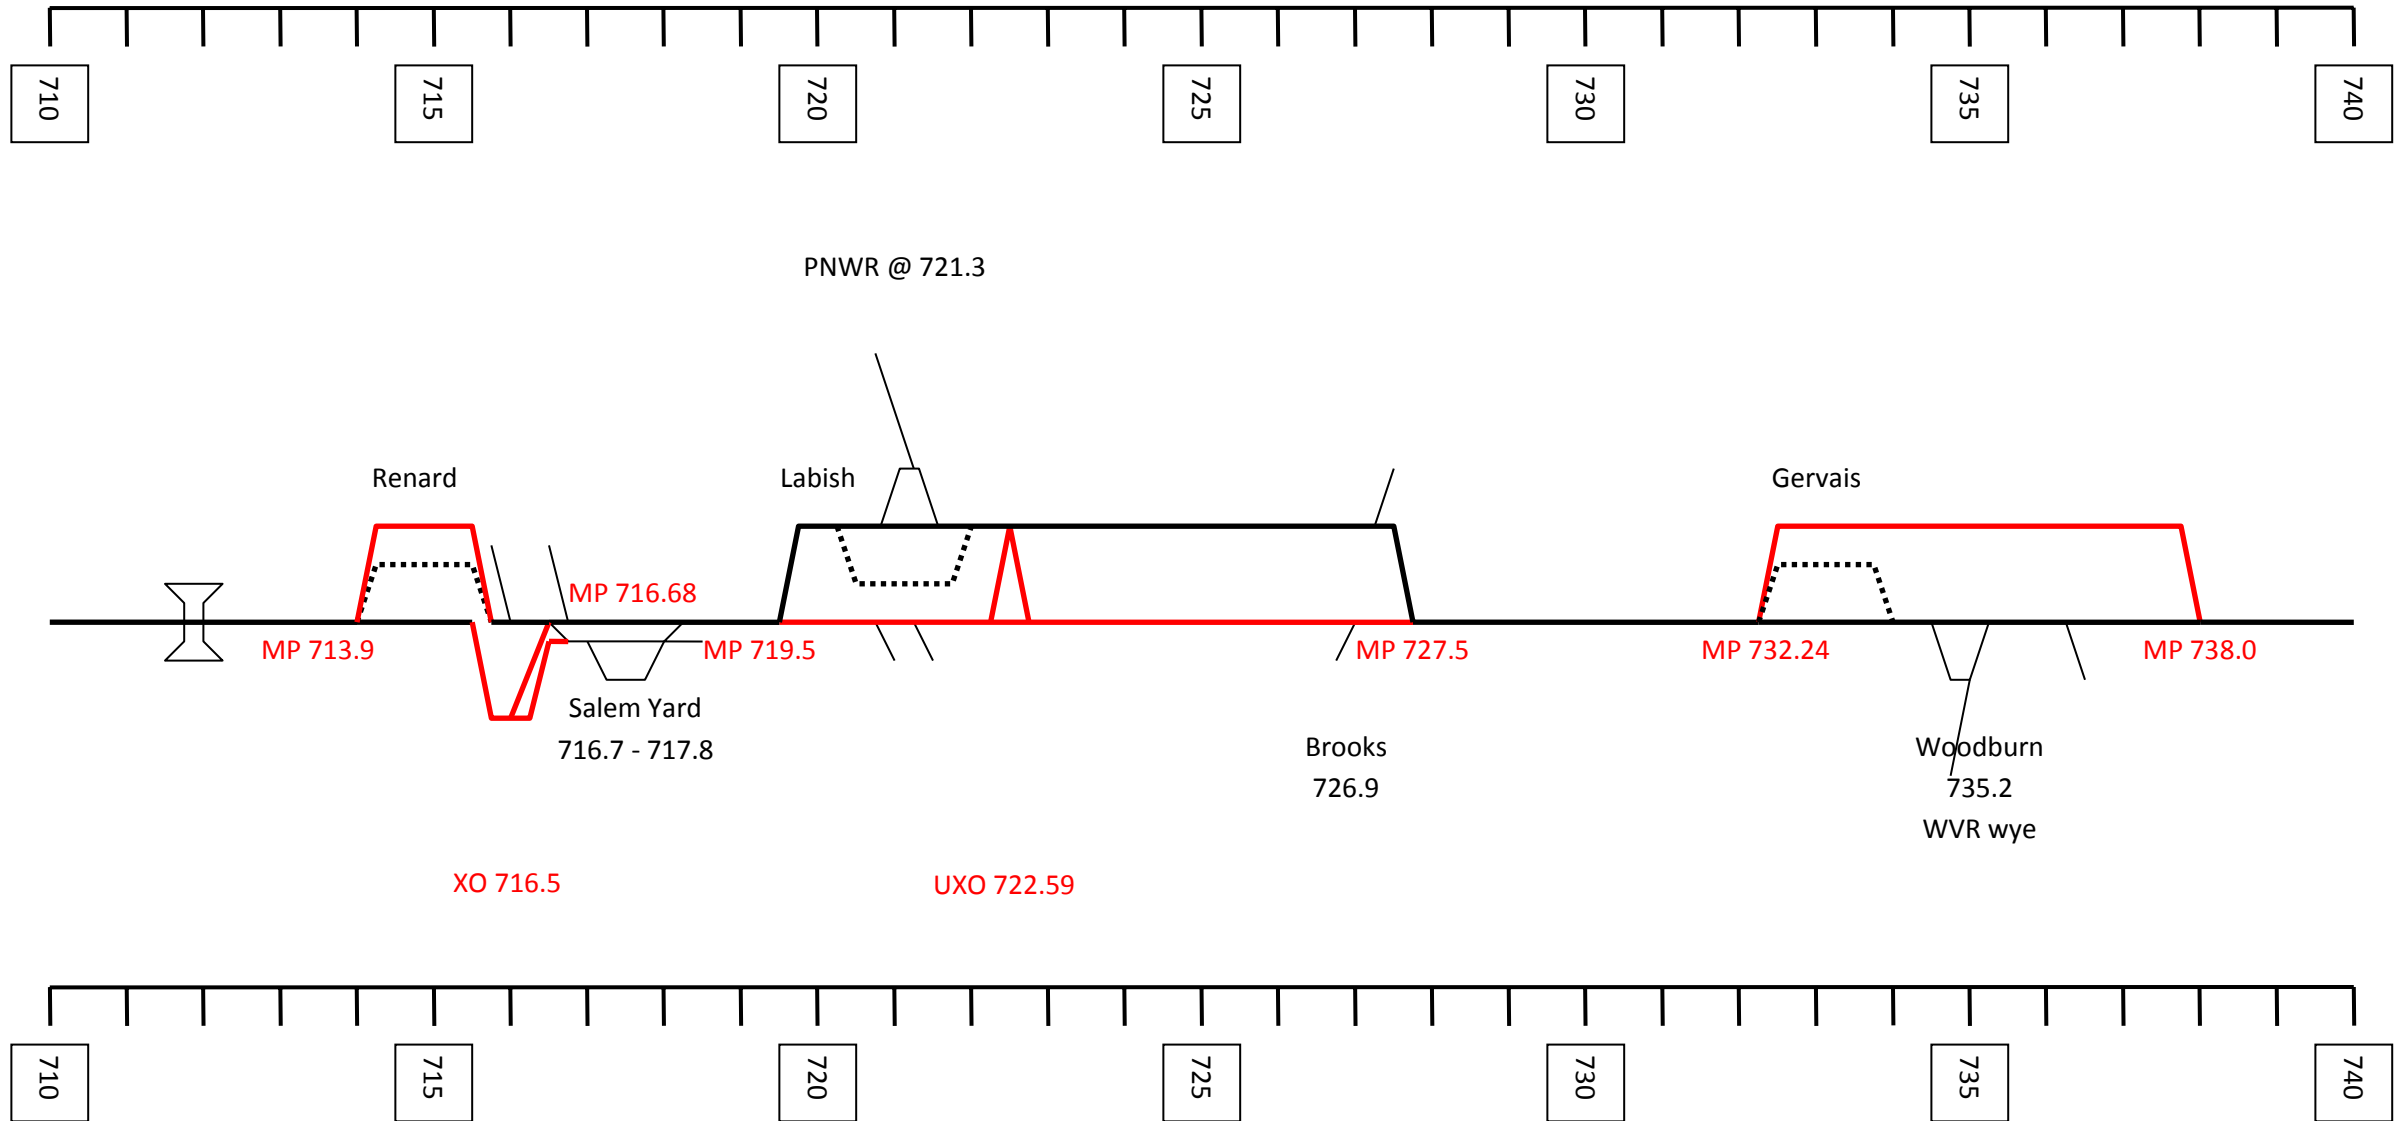 710
715
720
725
730
735
740
PNWR @ 721.3
Renard
Labish
Gervais
MP 716.68
MP 713.9
MP 719.5
MP 727.5
MP 732.24
MP 738.0
Salem Yard
716.7 - 717.8
Brooks
726.9
Woodburn
735.2
WVR wye
XO 716.5
UXO 722.59
710
715
720
725
730
735
740